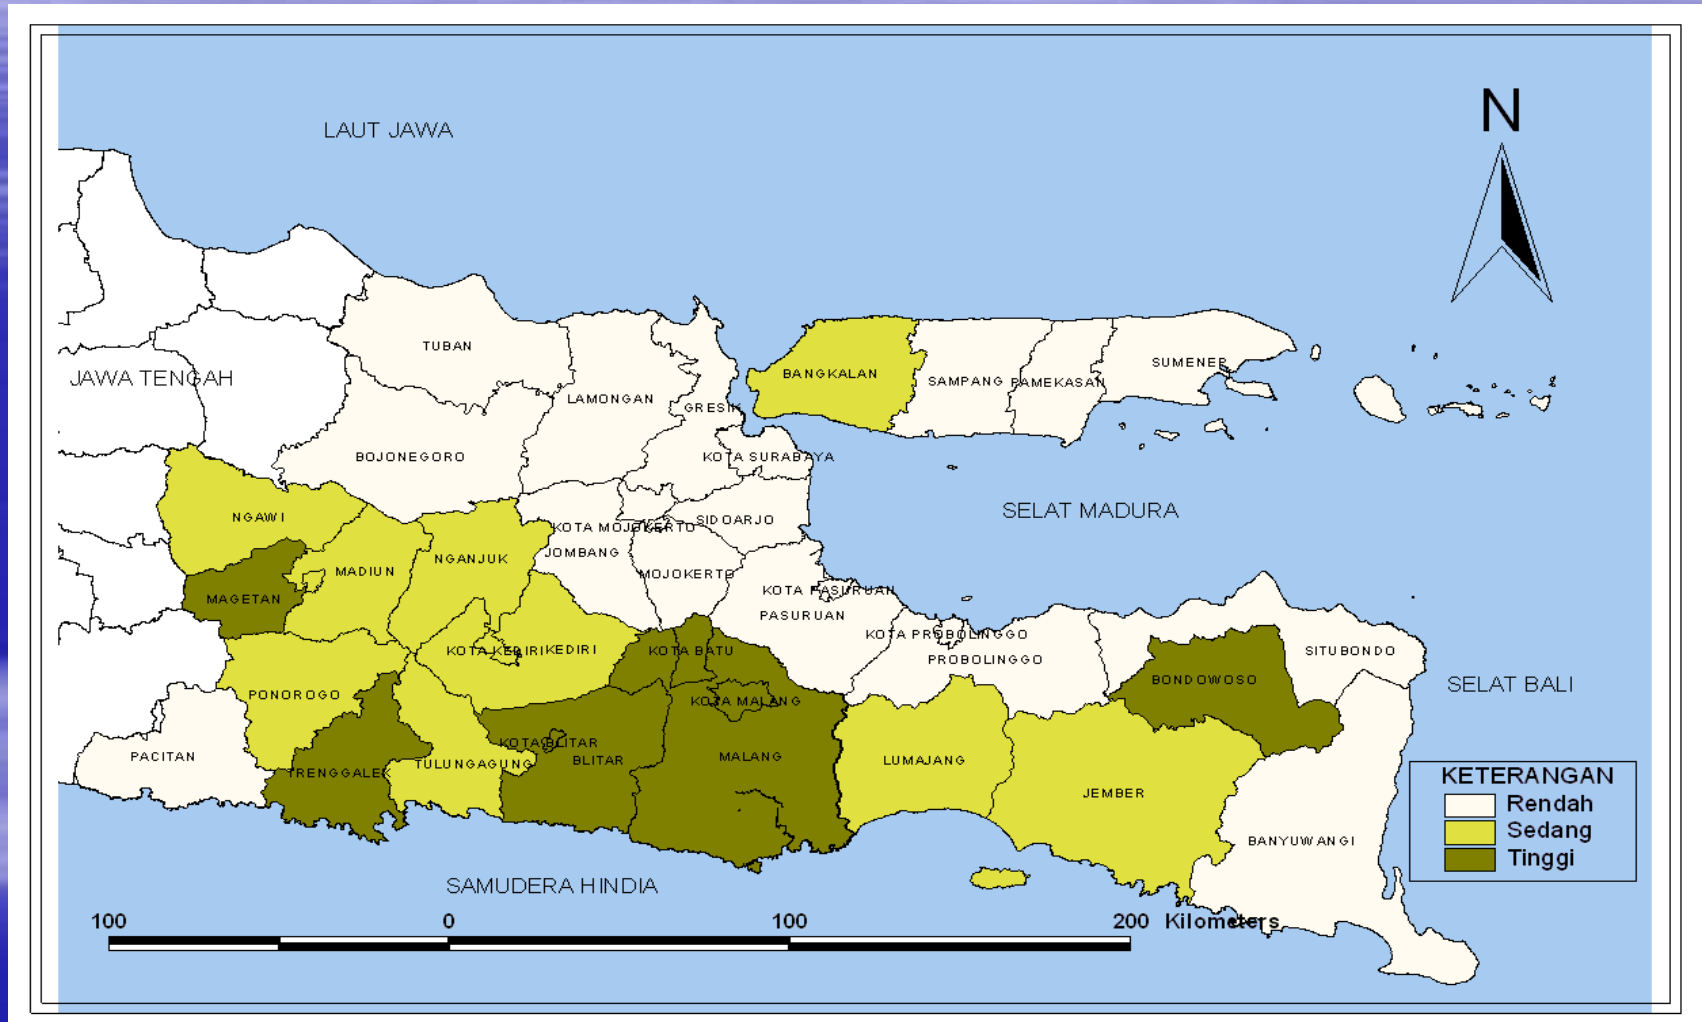 N
LAUT JAWA
TUBAN
JAWA TENGAH
LAMONGAN
GRESIK
BANGKALAN
SAMPANG
PAMEKASAN
SUMENEP
BOJONEGORO
KOTA SURABAYA
SELAT MADURA
NGAWI
KOTA MOJOKERTO
SIDOARJO
JOMBANG
NGANJUK
MADIUN
MOJOKERTO
MAGETAN
KOTA PASURUAN
PASURUAN
KOTA PROBOLINGGO
PROBOLINGGO
KOTA KEDIRI
KEDIRI
KOTA BATU
SITUBONDO
BONDOWOSO
SELAT BALI
PONOROGO
KOTA MALANG
KOTA BLITAR
BLITAR
MALANG
PACITAN
TRENGGALEK
TULUNGAGUNG
LUMAJANG
JEMBER
BANYUWANGI
KETERANGAN
Rendah
Sedang
Tinggi
SAMUDERA HINDIA
100 0 100 200 Kilometers